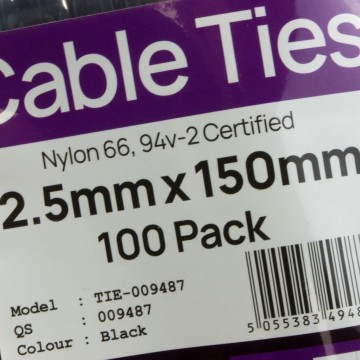 Cable Ties
Nylon 66, 94v-2 Certified
2.5mm x 150mm
100 Pack
Model : TIE-009487
QS : 009487
Colour : Black
5 055383 948